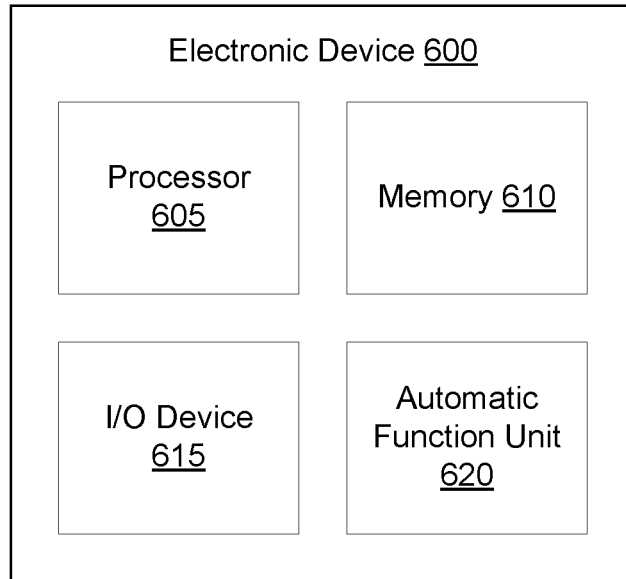 Electronic Device 600
Processor
605
Memory 610
I/O Device
615
Automatic
Function Unit
620